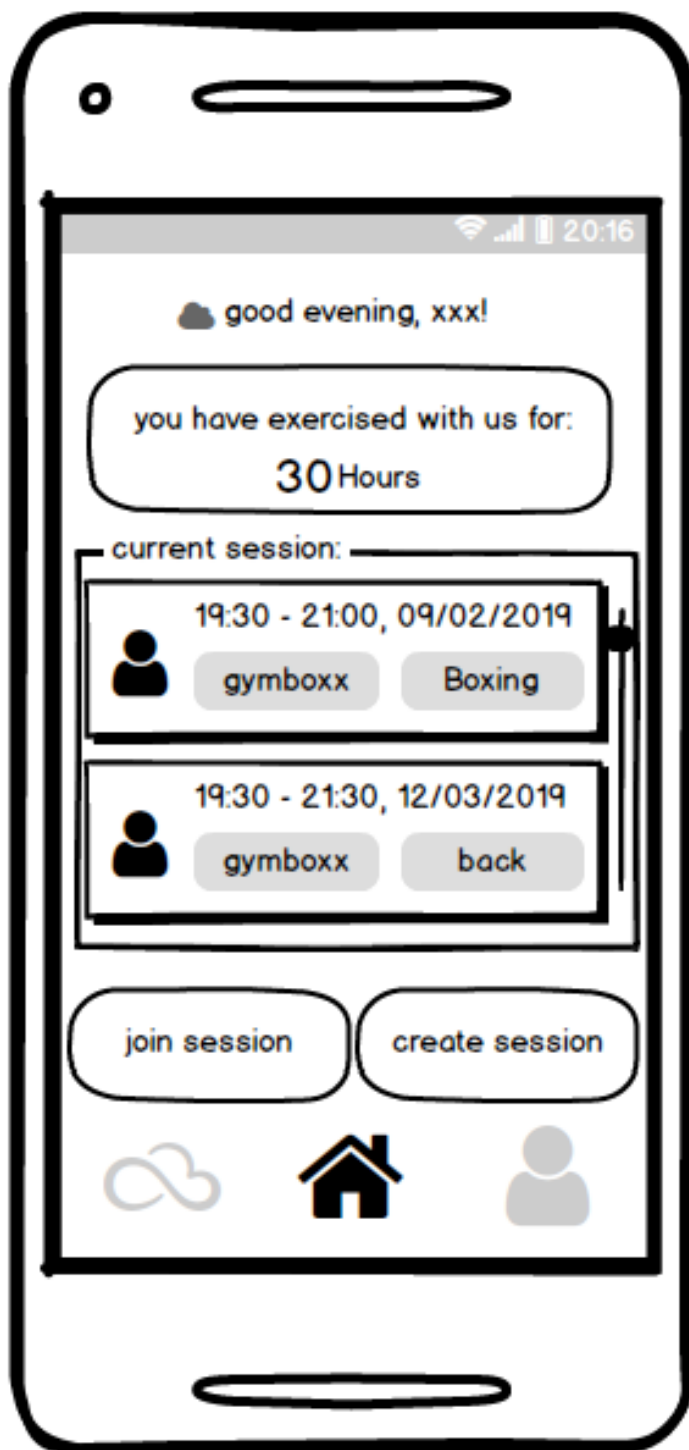 20:16
good evening, xxx!
you have exercised with us for:
30 Hours
current session:
19:30 - 21:00, 09/02/2019
gymboxx Boxing
19:30 - 21:30, 12/03/2019
gymboxx back
join session create session